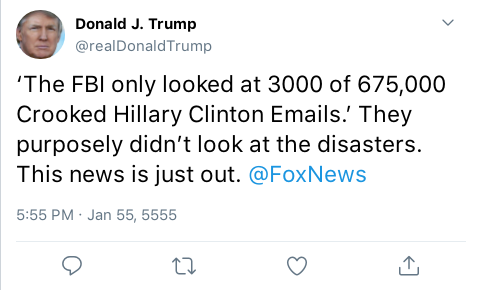 Donald J. Trump
@realDonaldTrump
‘The FBI only looked at 3000 of 675,000
Crooked Hillary Clinton Emails.’ They
purposely didn’t look at the disasters.
This news is just out. @FoxNews
5:55 PM · Jan 55, 5555